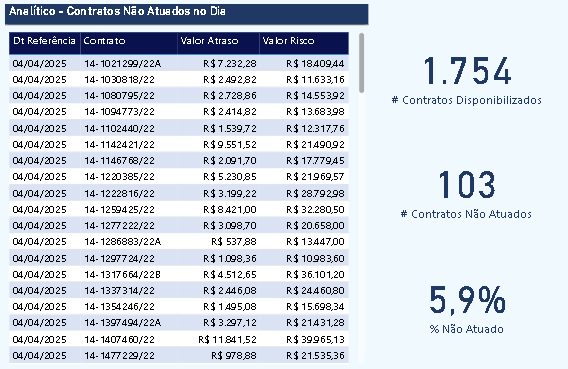 Analítico - Contratos Não Atuados no Dia
Dt Referência Contrato Valor Atraso Valor Risco
04/04/2025 14-1021299/22A R$ 7.232,28 R$ 18.409,44
04/04/2025 14-1030818/22 R$ 2.492,82 R$ 11.633,16
04/04/2025 14-1080795/22 R$ 2.728,86 R$ 14.553,92
04/04/2025 14-1094773/22 R$ 2.414,82 R$ 13.683,98
04/04/2025 14-1102440/22 R$ 1.539,72 R$ 12.317,76
04/04/2025 14-1142421/22 R$ 9.551,52 R$ 21.490,92
04/04/2025 14-1146768/22 R$ 2.091,70 R$ 17.779,45
04/04/2025 14-1220385/22 R$ 5.230,85 R$ 21.969,57
04/04/2025 14-1222816/22 R$ 3.199,22 R$ 28.792,98
04/04/2025 14-1259425/22 R$ 8.421,00 R$ 32.280,50
04/04/2025 14-1277222/22 R$ 3.098,70 R$ 20.658,00
04/04/2025 14-1286883/22A R$ 537,88 R$ 13.447,00
04/04/2025 14-1297724/22 R$ 1.098,36 R$ 10.983,60
04/04/2025 14-1317664/22B R$ 4.512,65 R$ 36.101,20
04/04/2025 14-1337314/22 R$ 2.446,08 R$ 24.460,80
04/04/2025 14-1354246/22 R$ 1.495,08 R$ 15.698,34
04/04/2025 14-1397494/22A R$ 3.297,12 R$ 21.431,28
04/04/2025 14-1407460/22 R$ 11.841,52 R$ 39.965,13
04/04/2025 14-1477229/22 R$ 978,88 R$ 21.535,36
1.754
# Contratos Disponibilizados
103
# Contratos Não Atuados
5,9%
% Não Atuado